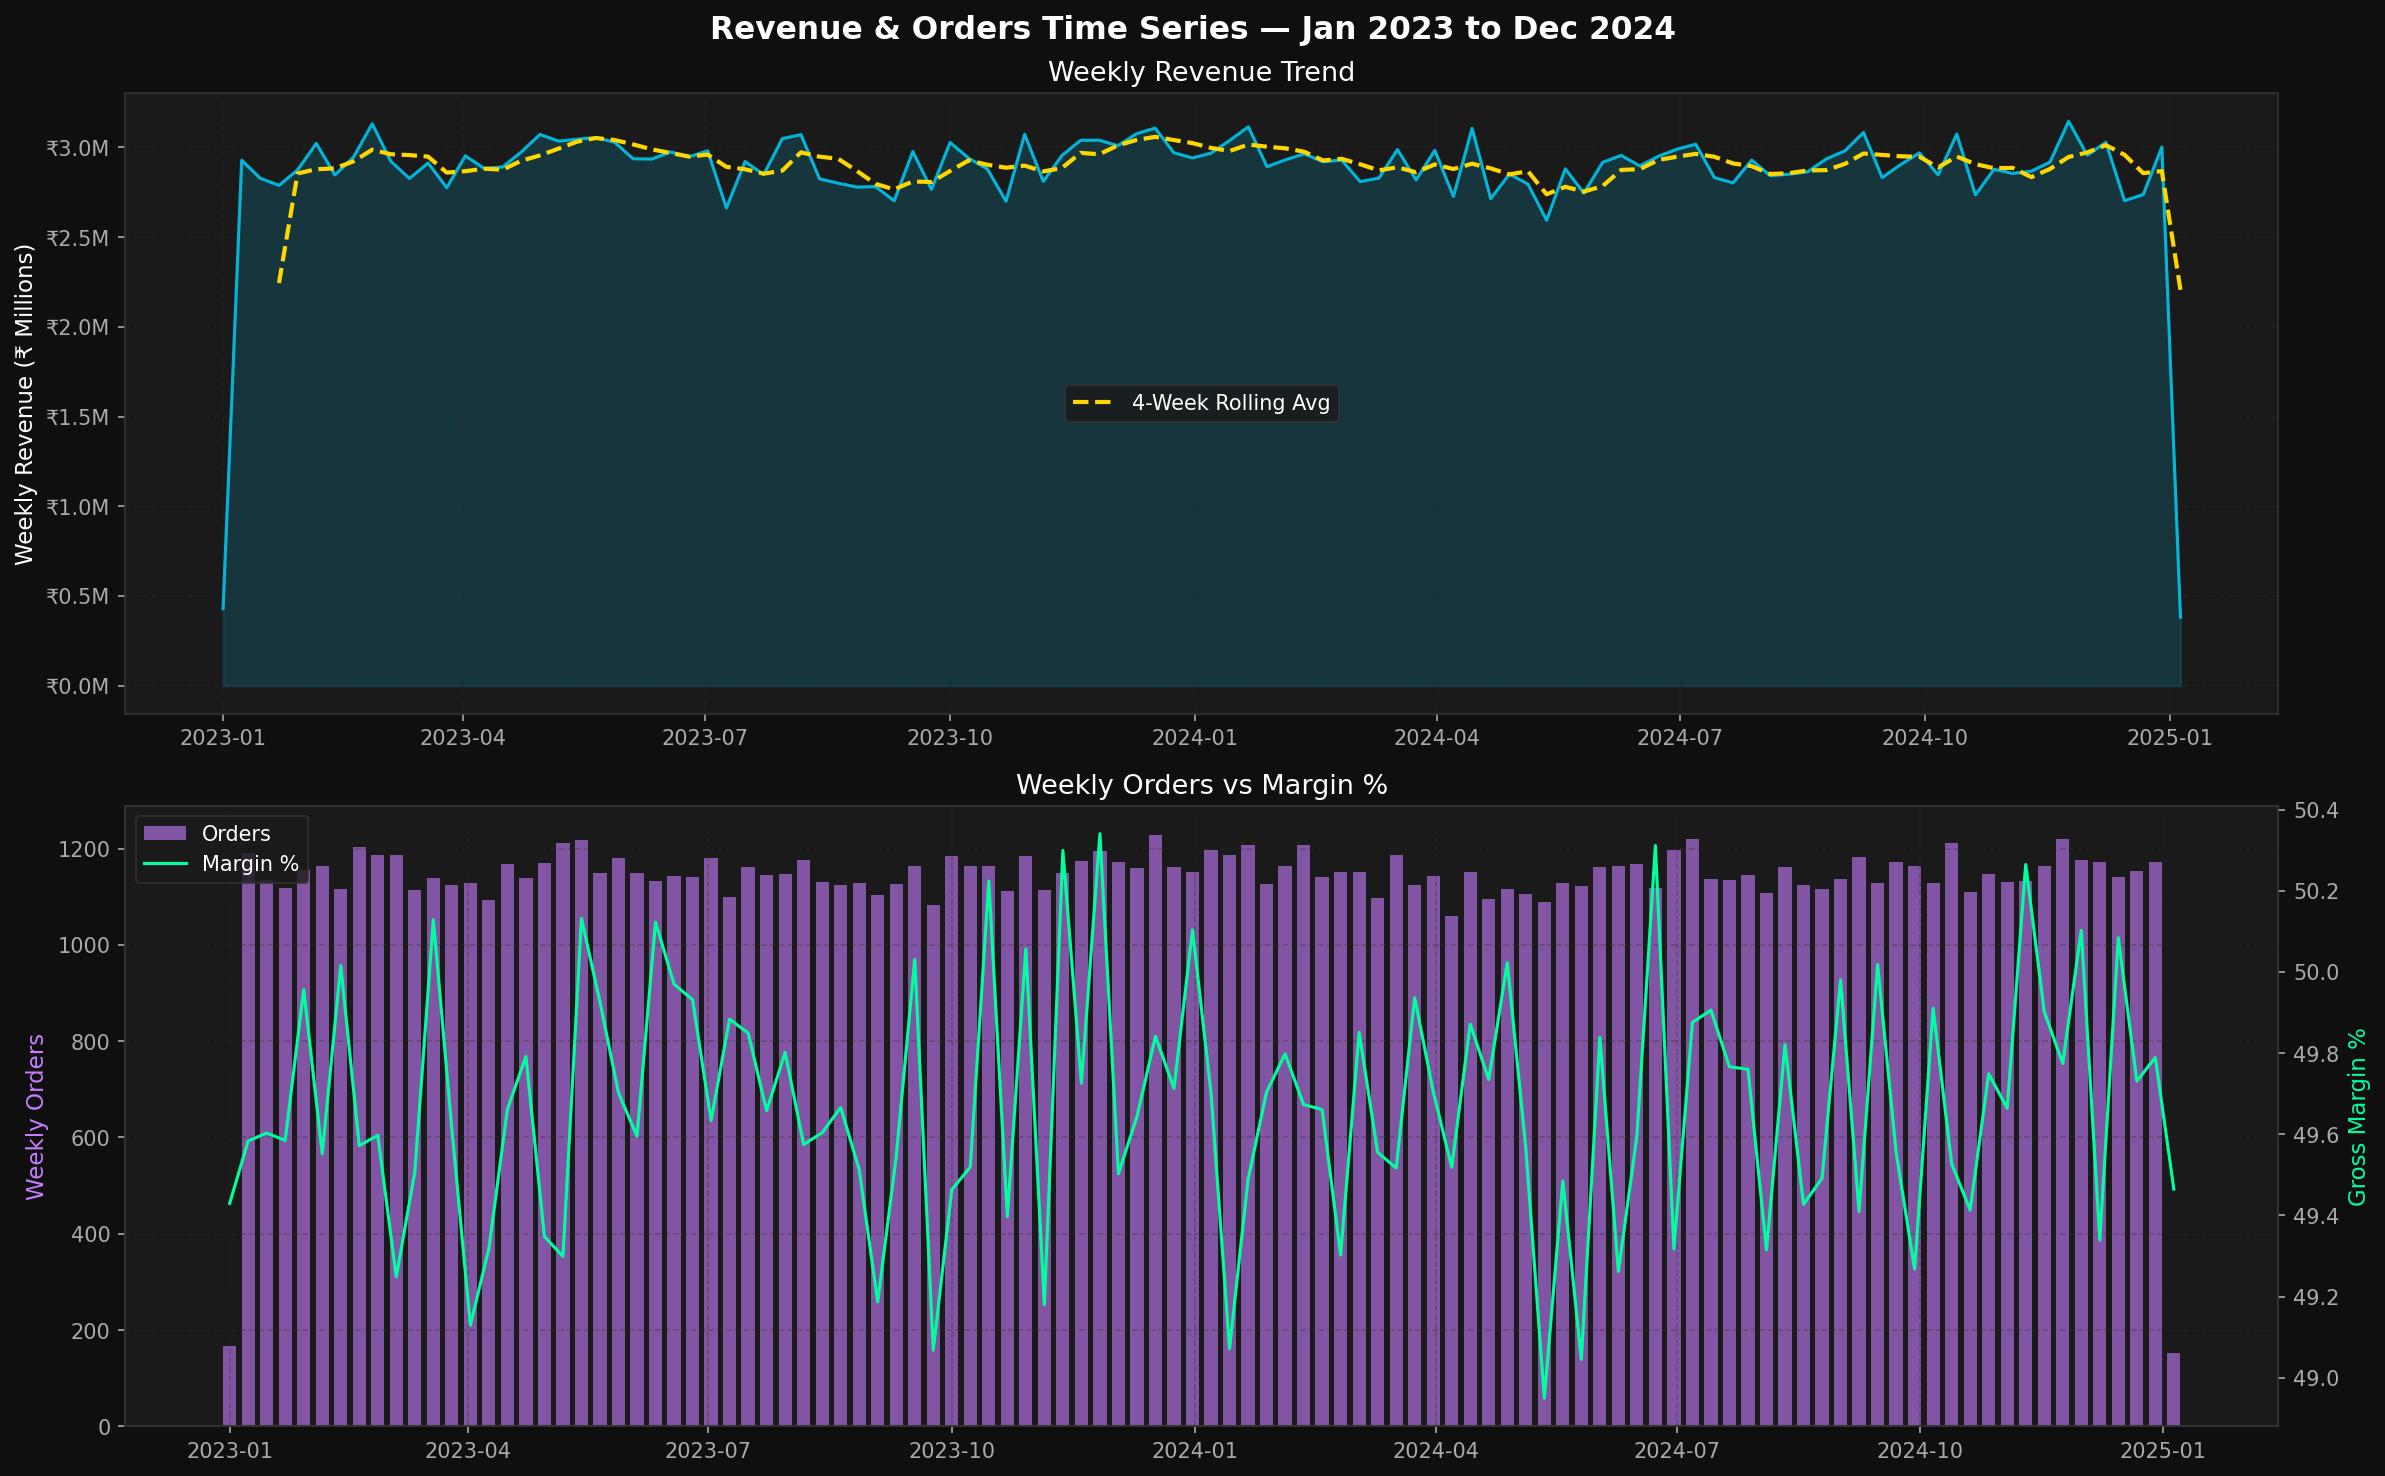 Revenue & Orders Time Series — Jan 2023 to Dec 2024
Weekly Revenue Trend
Weekly Revenue (₹ Millions)
₹3.0M
₹2.5M
₹2.0M
₹1.5M
₹1.0M
₹0.5M
₹0.0M
4-Week Rolling Avg
2023-01 2023-04 2023-07 2023-10 2024-01 2024-04 2024-07 2024-10 2025-01
Weekly Orders vs Margin %
Orders
Margin %
Weekly Orders
1200
1000
800
600
400
200
0
50.4
50.2
50.0
49.8
49.6
49.4
49.2
49.0
Gross Margin %
2023-01 2023-04 2023-07 2023-10 2024-01 2024-04 2024-07 2024-10 2025-01